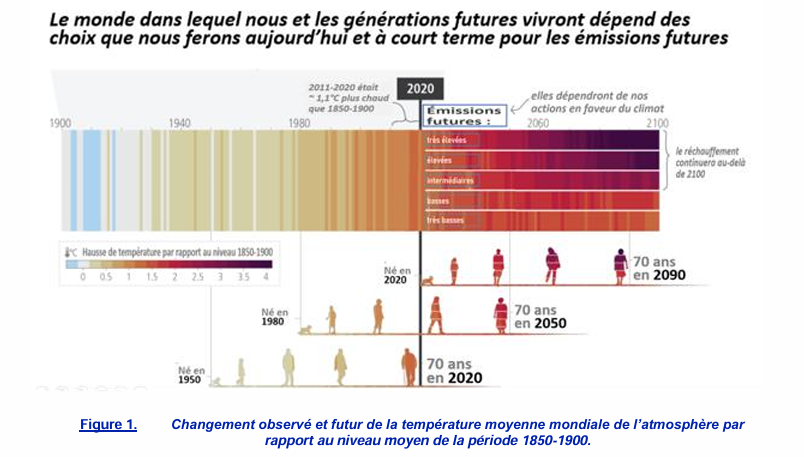 Le monde dans lequel nous et les générations futures vivront dépend des
choix que nous ferons aujourd'hui et à court terme pour les émissions futures
2011-2020 était
~ 1,1°C plus chaud
que 1850-1900
2020
elles dépendront de nos
actions en faveur du climat
Émissions
futures :
1900
1940
1980
2060
2100
très élevées
élevées
intermédiaires
basses
très basses
le réchauffement
continuera au-delà
de 2100
°C Hausse de température par rapport au niveau 1850-1900
0 0.5 1 1.5 2 2.5 3 3.5 4
Né en
2020
70 ans
en 2090
Né en
1980
70 ans
en 2050
Né en
1950
70 ans
en 2020
Figure 1. Changement observé et futur de la température moyenne mondiale de l'atmosphère par
rapport au niveau moyen de la période 1850-1900.